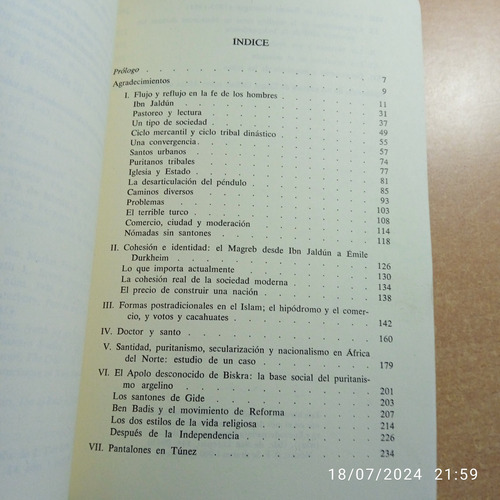 INDICE
Prólogo . . . 7
Agradecimientos . . . 9
I. Flujo y reflujo en la fe de los hombres . . . 11
Ibn Jaldún . . . 31
Pastoreo y lectura . . . 37
Un tipo de sociedad . . . 49
Ciclo mercantil y ciclo tribal dinástico . . . 55
Una convergencia . . . 57
Santos urbanos . . . 74
Puritanos tribales . . . 77
Iglesia y Estado . . . 81
La desarticulación del péndulo . . . 85
Caminos diversos . . . 93
Problemas . . . 103
El terrible turco . . . 108
Comercio, ciudad y moderación . . . 114
Nómadas sin santones . . . 118
II. Cohesión e identidad: el Magreb desde Ibn Jaldún a Émile
Durkheim . . . 126
Lo que importa actualmente . . . 130
La cohesión real de la sociedad moderna . . . 134
El precio de construir una nación . . . 138
III. Formas postradicionales en el Islam; el hipódromo y el comer-
cio, y votos y cacahuates . . . 142
IV. Doctor y santo . . . 160
V. Santidad, puritanismo, secularización y nacionalismo en África
del Norte: estudio de un caso . . . 179
VI. El Apolo desconocido de Biskra: la base social del puritanis-
mo argelino . . . 201
Los santones de Gide . . . 203
Ben Badis y el movimiento de Reforma . . . 207
Los dos estilos de la vida religiosa . . . 214
Después de la Independencia . . . 226
VII. Pantalones en Túnez . . . 234
18/07/2024 21:59